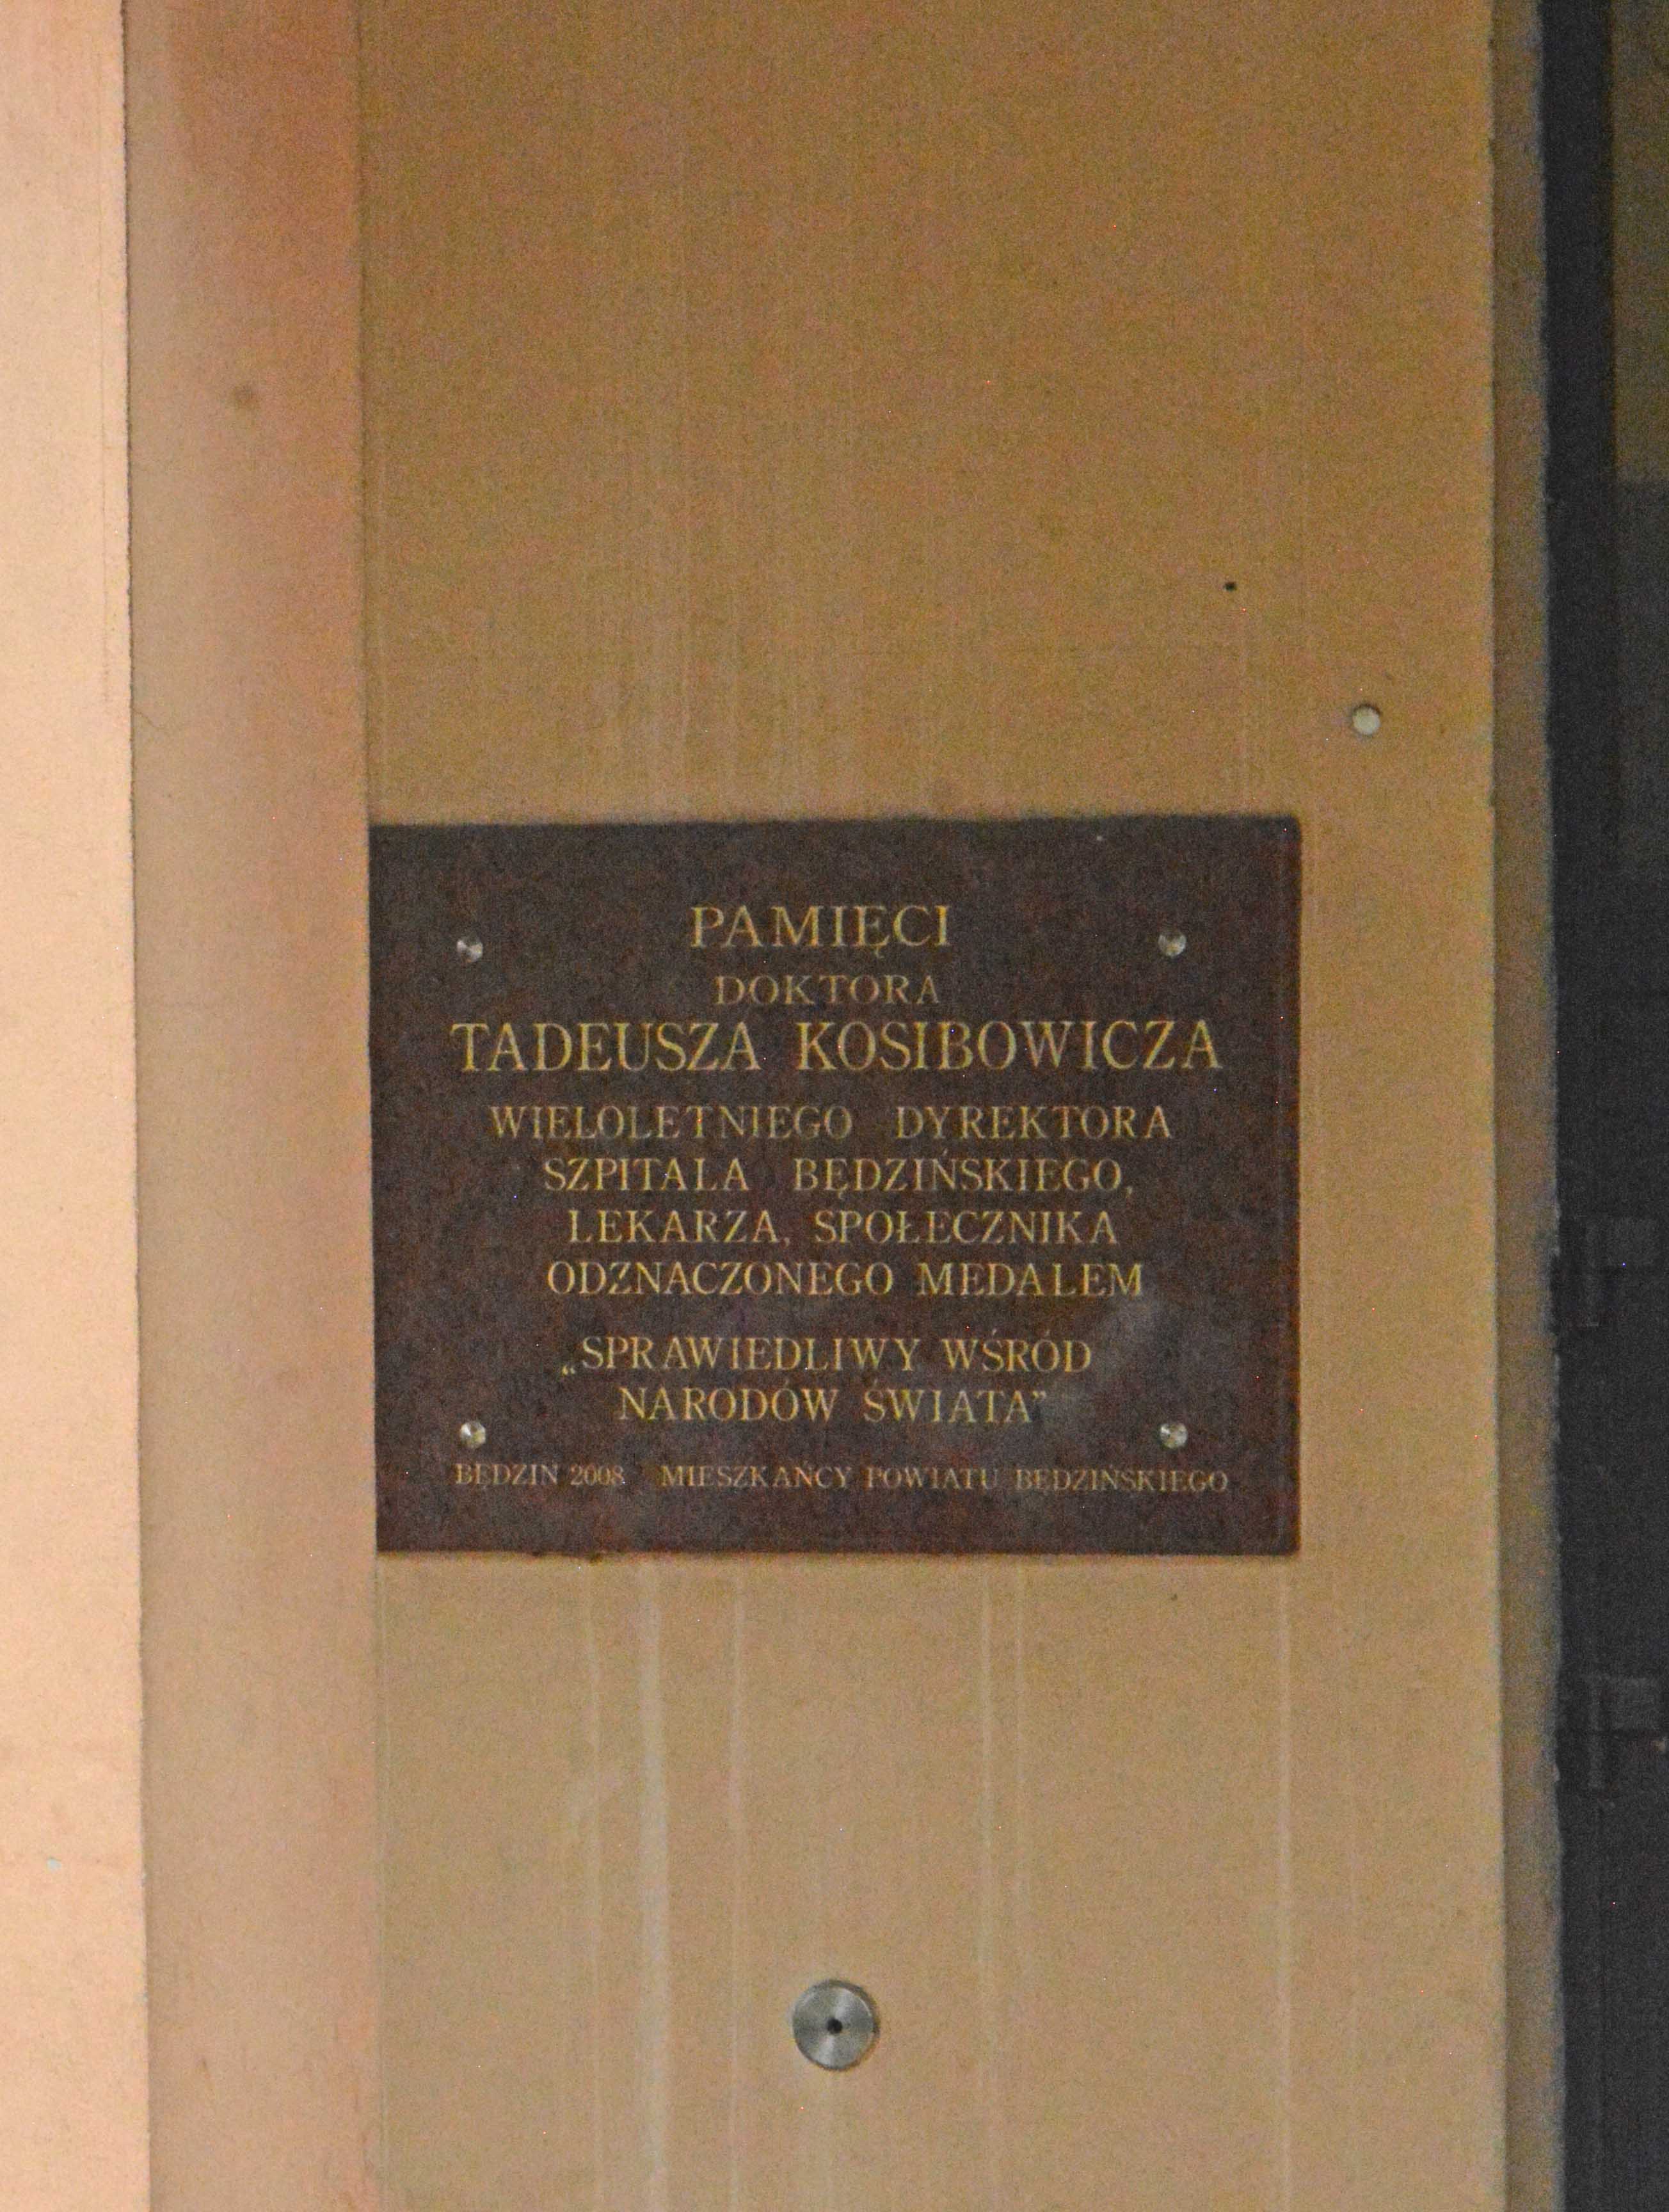 PAMIĘCI
DOKTORA
TADEUSZA KOSIBOWICZA
WIELOLETNIEGO DYREKTORA
SZPITALA BĘDZIŃSKIEGO,
LEKARZA, SPOŁECZNIKA
ODZNACZONEGO MEDALEM
„SPRAWIEDLIWY WŚRÓD
NARODÓW ŚWIATA”
BĘDZIN 2008 MIESZKAŃCY POWIATU BĘDZIŃSKIEGO